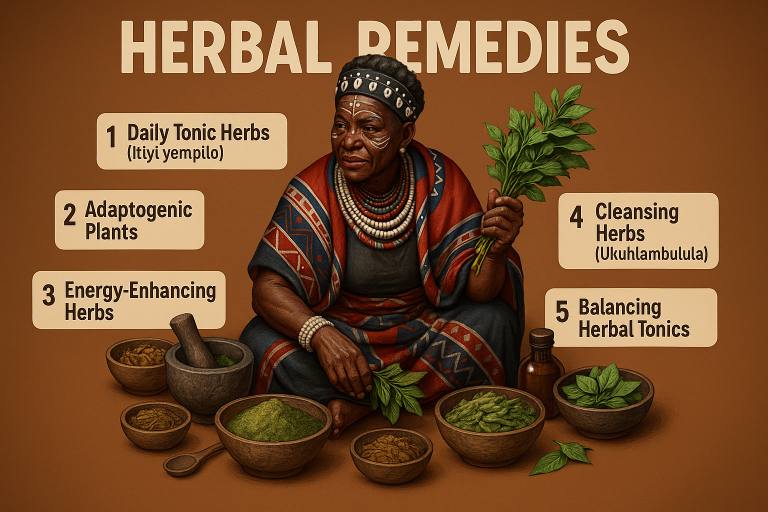 HERBAL REMEDIES
1 Daily Tonic Herbs
(Itiyi yempilo)
2 Adaptogenic
Plants
3 Energy-Enhancing
Herbs
4 Cleansing
Herbs
(Ukuhlambulula)
5 Balancing
Herbal Tonics